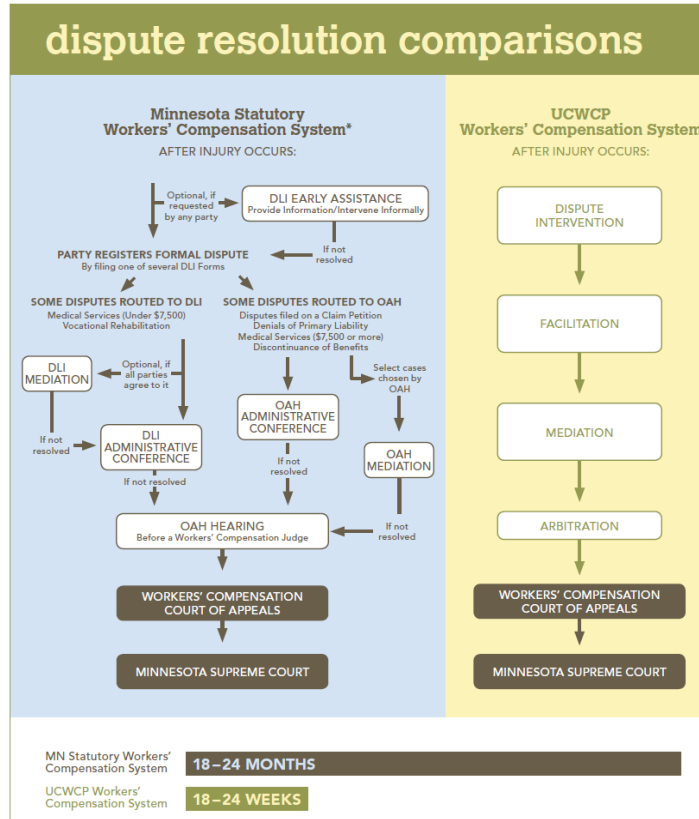 dispute resolution comparisons
Minnesota Statutory
Workers' Compensation System*
AFTER INJURY OCCURS:
Optional, if
requested
by any party
DLI EARLY ASSISTANCE
Provide Information/Intervene Informally
If not
resolved
PARTY REGISTERS FORMAL DISPUTE
By filing one of several DLI Forms
SOME DISPUTES ROUTED TO DLI
Medical Services (Under $7,500)
Vocational Rehabilitation
SOME DISPUTES ROUTED TO OAH
Disputes filed on a Claim Petition
Denials of Primary Liability
Medical Services ($7,500 or more)
Discontinuance of Benefits
DLI
MEDIATION
Optional, if
all parties
agree to it
Select cases
chosen by
OAH
If not
resolved
DLI
ADMINISTRATIVE
CONFERENCE
OAH
ADMINISTRATIVE
CONFERENCE
OAH
MEDIATION
If not resolved
If not
resolved
If not
resolved
OAH HEARING
Before a Workers' Compensation Judge
WORKERS' COMPENSATION
COURT OF APPEALS
MINNESOTA SUPREME COURT
UCWCP
Workers' Compensation System
AFTER INJURY OCCURS:
DISPUTE
INTERVENTION
FACILITATION
MEDIATION
ARBITRATION
WORKERS' COMPENSATION
COURT OF APPEALS
MINNESOTA SUPREME COURT
MN Statutory Workers'
Compensation System
18–24 MONTHS
UCWCP Workers'
Compensation System
18–24 WEEKS